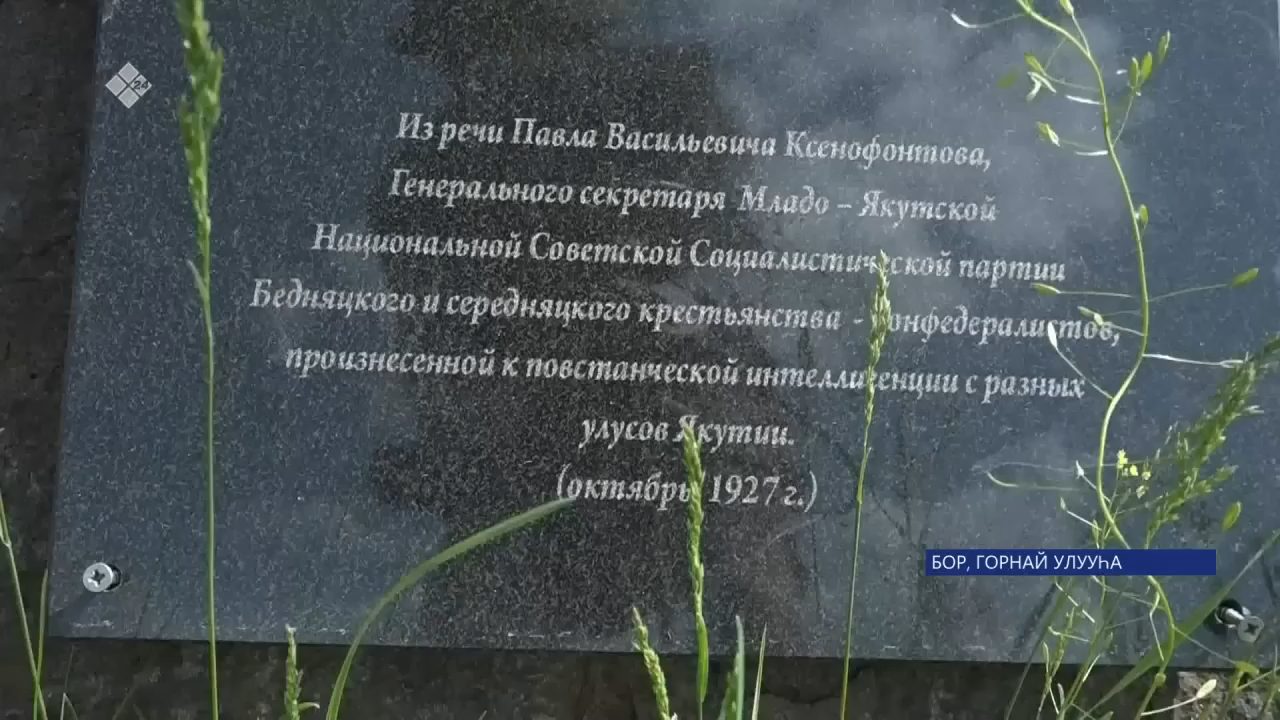 24
Из речи Павла Васильевича Ксенофонтова,
Генерального секретаря Младо – Якутской
Национальной Советской Социалистической партии
Бедняцкого и середняцкого крестьянства - конфедералистов,
произнесенной к повстанческой интеллигенции с разных
улусов Якутии.
(октябрь 1927 г.)
БОР, ГОРНАЙ УЛУУҺА